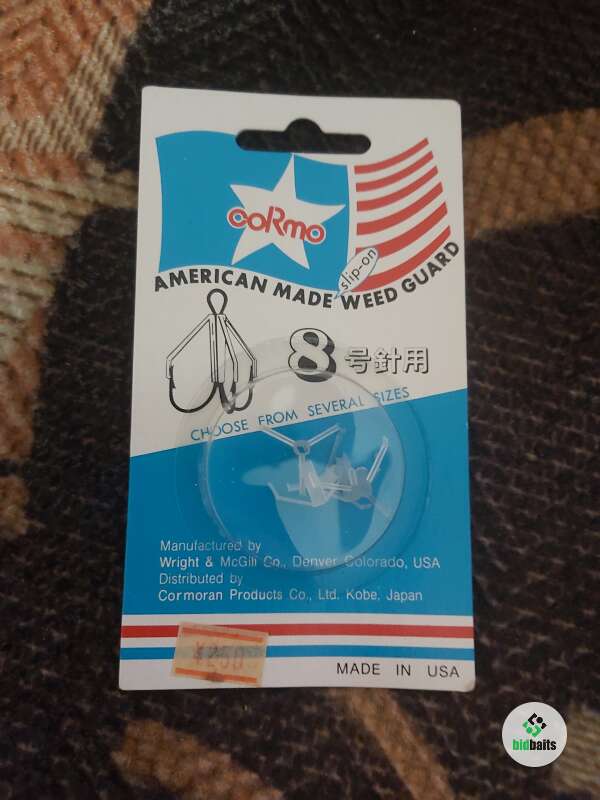 coRmo
slip-on
AMERICAN MADE WEED GUARD
8号針用
CHOOSE FROM SEVERAL SIZES
Manufactured by
Wright & McGill Co., Denver Colorado, USA
Distributed by
Cormoran Products Co., Ltd. Kobe, Japan
MADE IN USA
bidbaits